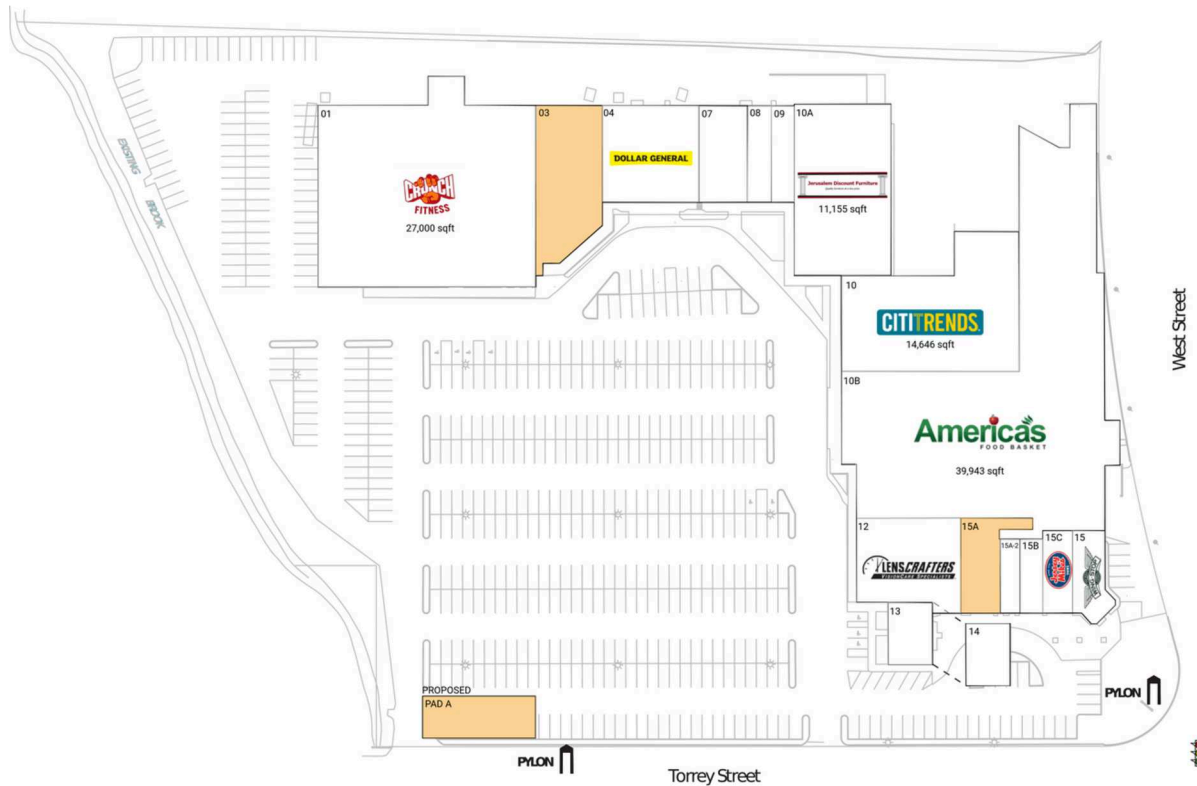 01
CRUNCH
FITNESS
27,000 sqft
03
04
DOLLAR GENERAL
07
08
09
10A
Jerusalem Discount Furniture
11,155 sqft
EXISTING
BROOK
10
CITITRENDS
14,646 sqft
10B
America's
FOOD BASKET
39,943 sqft
West Street
12
LENSCRAFTERS
VISIONCARE SPECIALISTS
15A
15A-2
15B
15C
15
13
14
PROPOSED
PAD A
PYLON
PYLON
Torrey Street